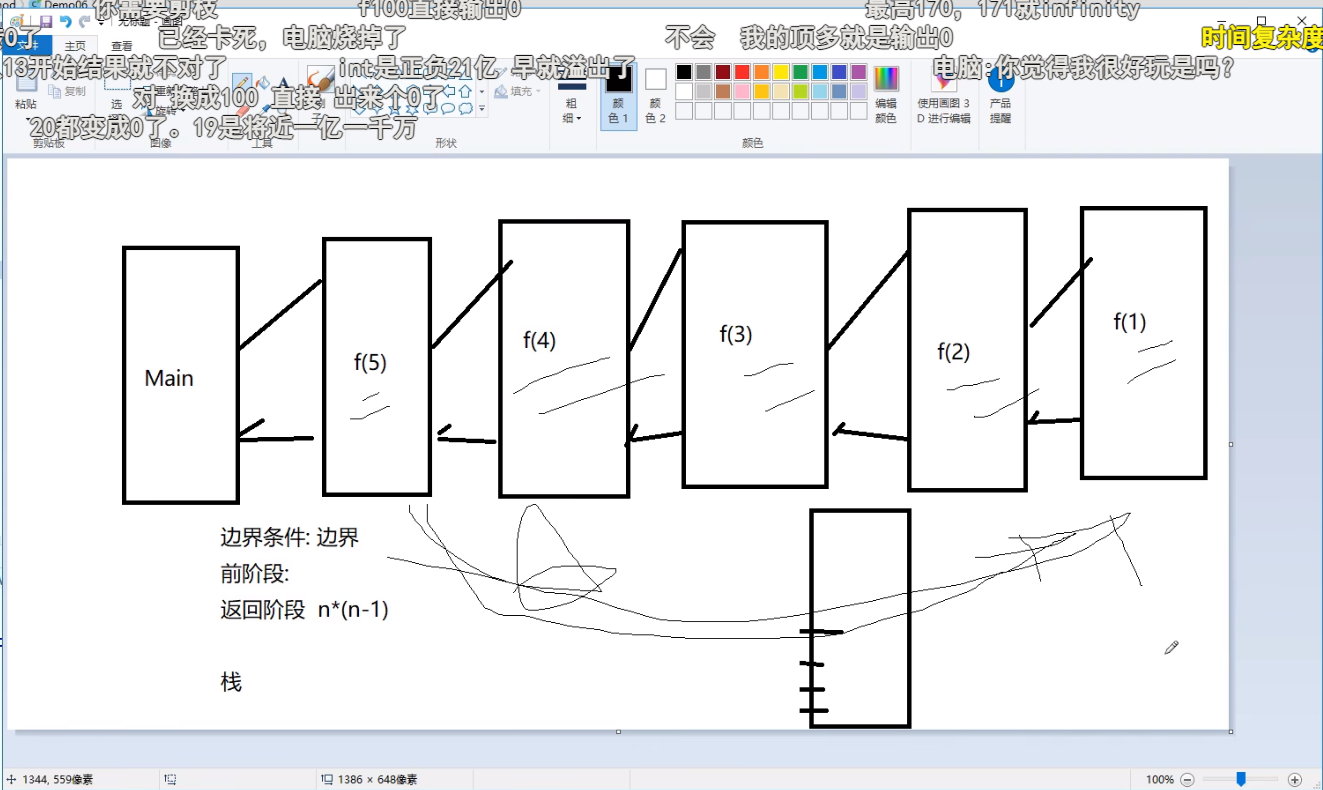 Demo06
你需要剪枝
f100直接输出0
最高170，171就infinity
已经卡死，电脑烧掉了
不会
我的顶多就是输出0
时间复杂度
文件
主页
查看
13开始结果就不对了
int是正负21亿，早就溢出了
电脑:你觉得我很好玩是吗?
粘贴
复制
选
对 换成100 直接 出来个0了
填充
粗
细
颜
色 1
颜
色 2
编辑
颜色
使用画图 3
D 进行编辑
产品
提醒
20都变成0了。19是将近一亿一千万
剪贴板
图像
工具
形状
颜色
Main
f(5)
f(4)
f(3)
f(2)
f(1)
边界条件: 边界
前阶段:
返回阶段 n*(n-1)
栈
1344, 559像素
1386 × 648像素
100%